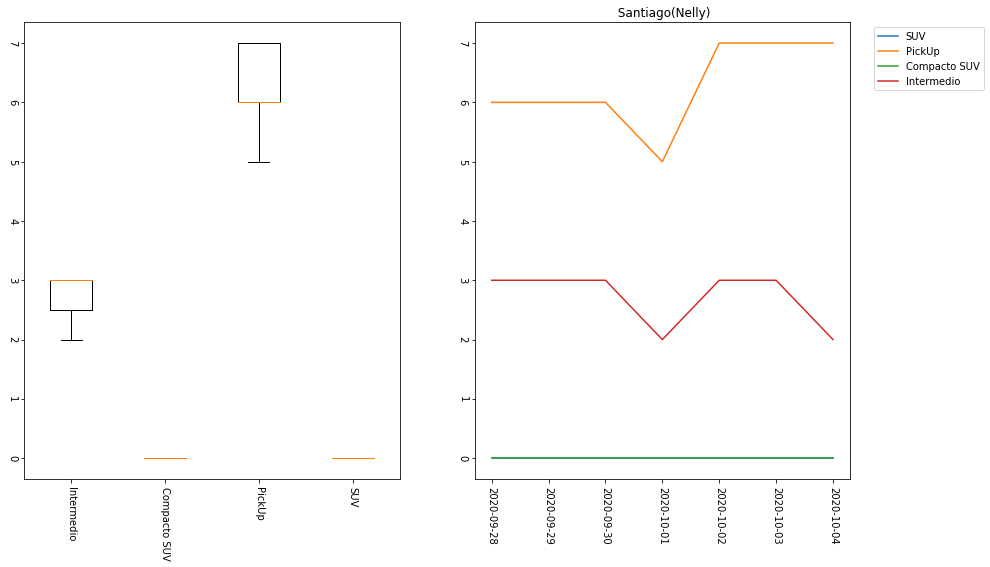 Santiago(Nelly)
7
6
5
4
3
2
1
0
Intermedio
Compacto SUV
PickUp
SUV
7
6
5
4
3
2
1
0
2020-09-28
2020-09-29
2020-09-30
2020-10-01
2020-10-02
2020-10-03
2020-10-04
SUV
PickUp
Compacto SUV
Intermedio